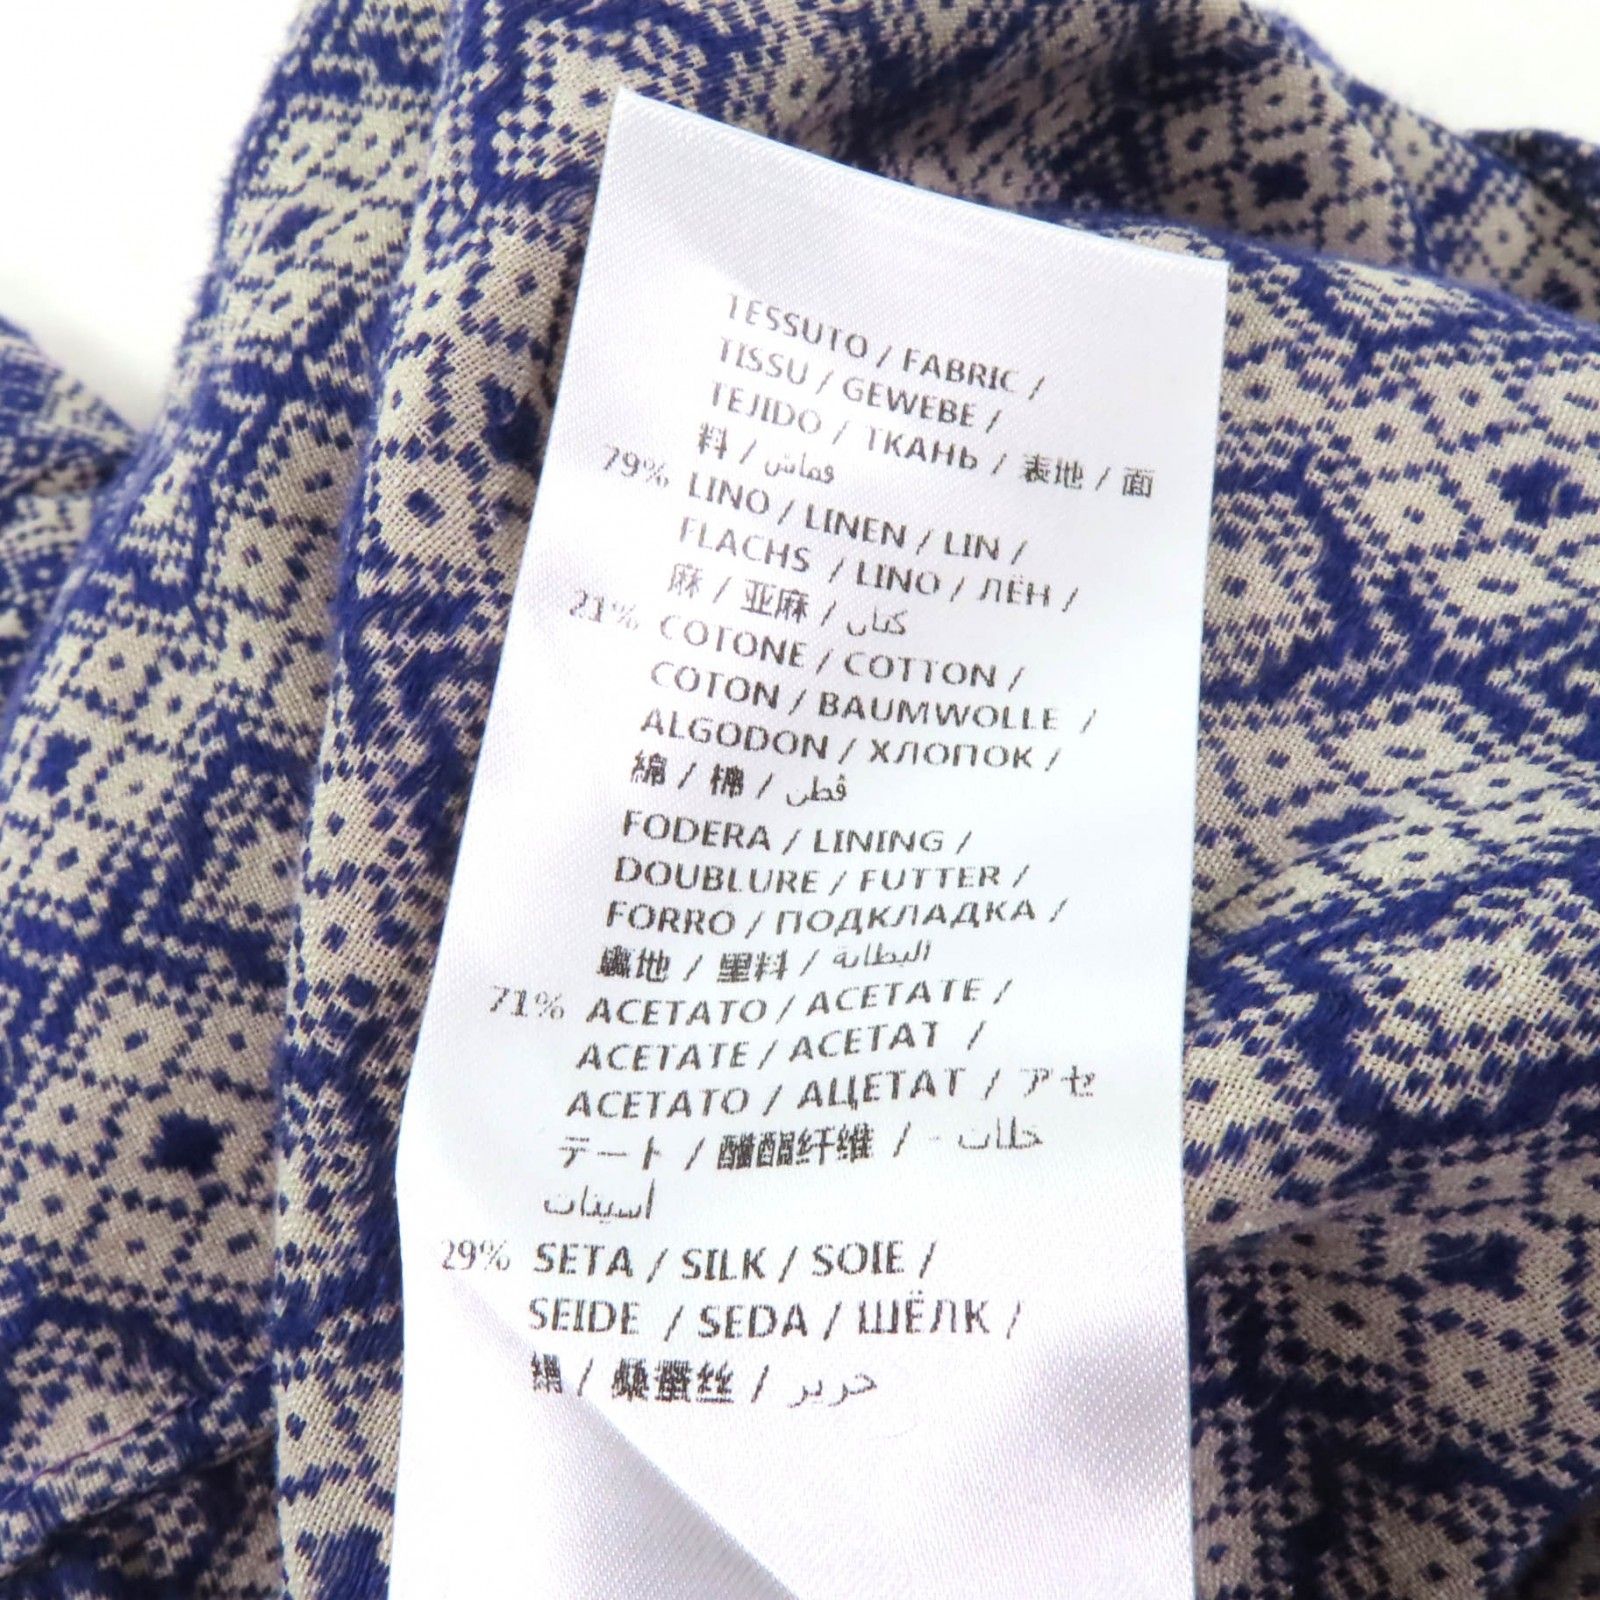 TESSUTO / FABRIC /
TISSU / GEWEBE /
TEJIDO / ТКАНЬ / 表地 / 面
料 / قماش
79% LINO / LINEN / LIN /
FLACHS / LINO / ЛЁН /
麻 / 亚麻 / كتان
21% COTONE / COTTON /
COTON / BAUMWOLLE /
ALGODON / ХЛОПОК /
綿 / 棉 / قطن
FODERA / LINING /
DOUBLURE / FUTTER /
FORRO / ПОДКЛАДКА /
裏地 / 里料 / البطانة
71% ACETATO / ACETATE /
ACETATE / ACETAT /
ACETATO / АЦЕТАТ / アセ
テート / 醋酯纤维 / - خلات
أسيتات
29% SETA / SILK / SOIE /
SEIDE / SEDA / ШЁЛК /
絹 / 桑蚕丝 / حرير